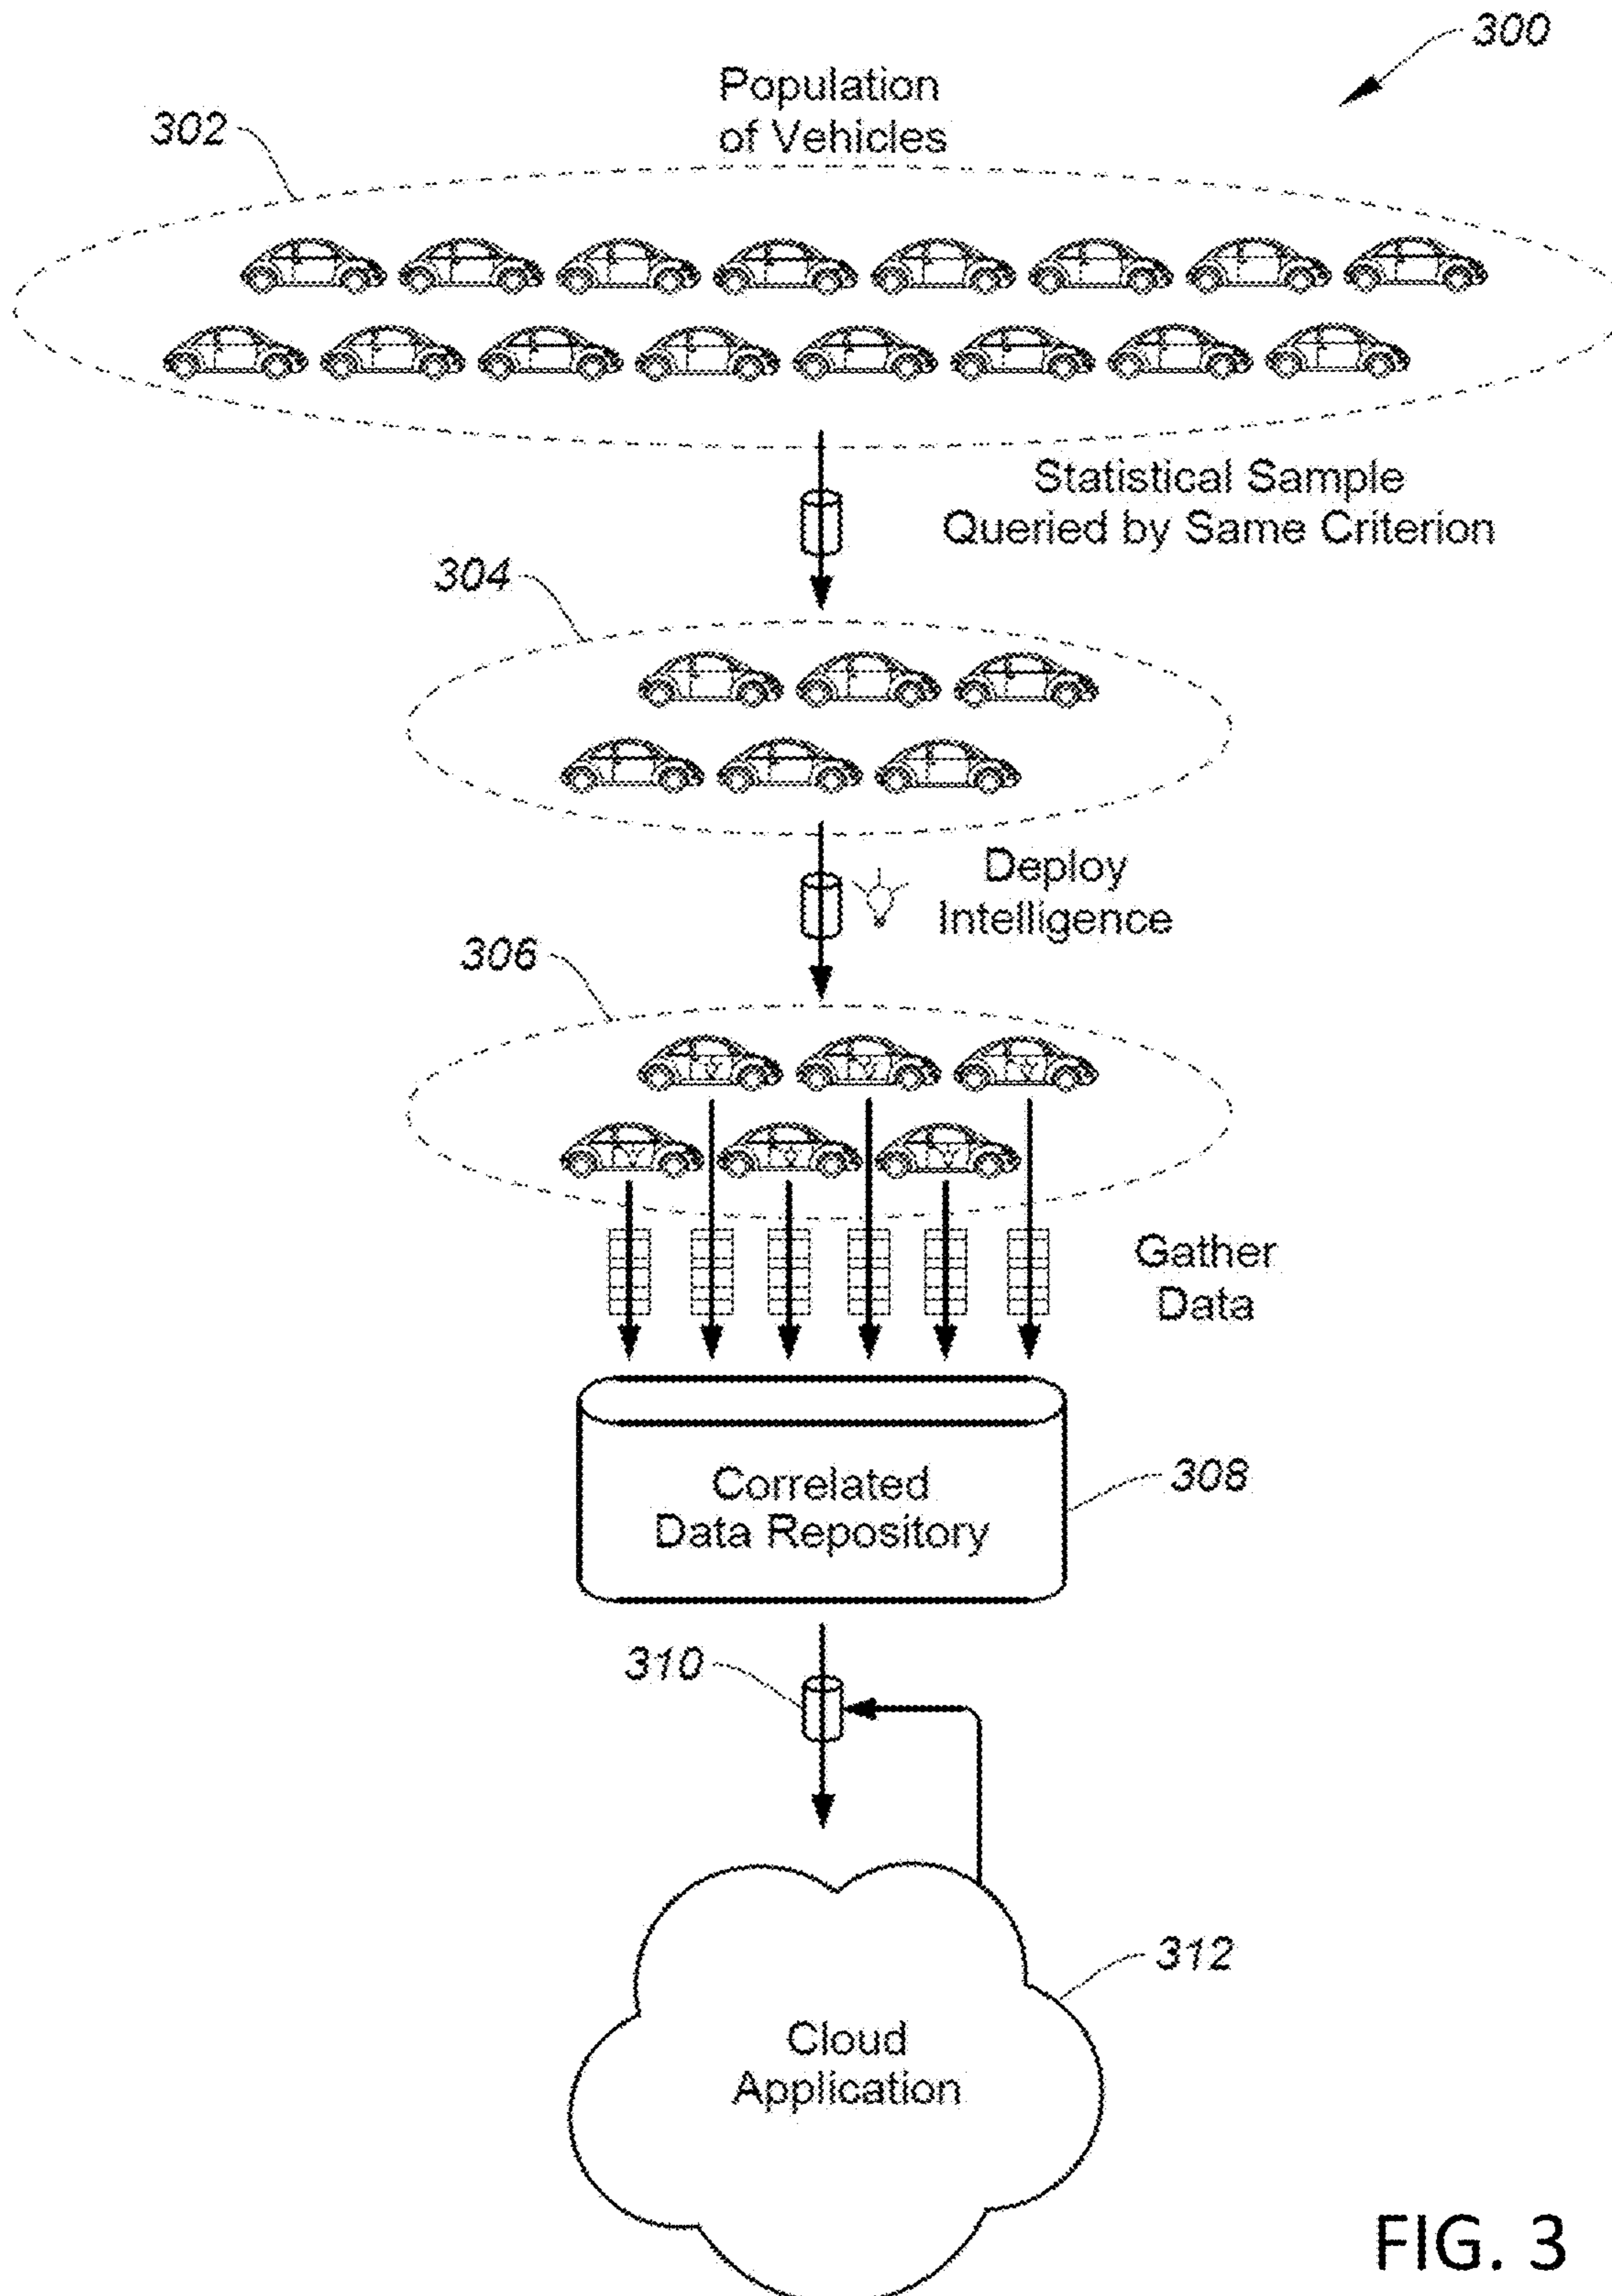 300
Population
of Vehicles
302
Statistical Sample
Queried by Same Criterion
304
Deploy
Intelligence
306
Gather
Data
Correlated
Data Repository
308
310
312
Cloud
Application
FIG. 3